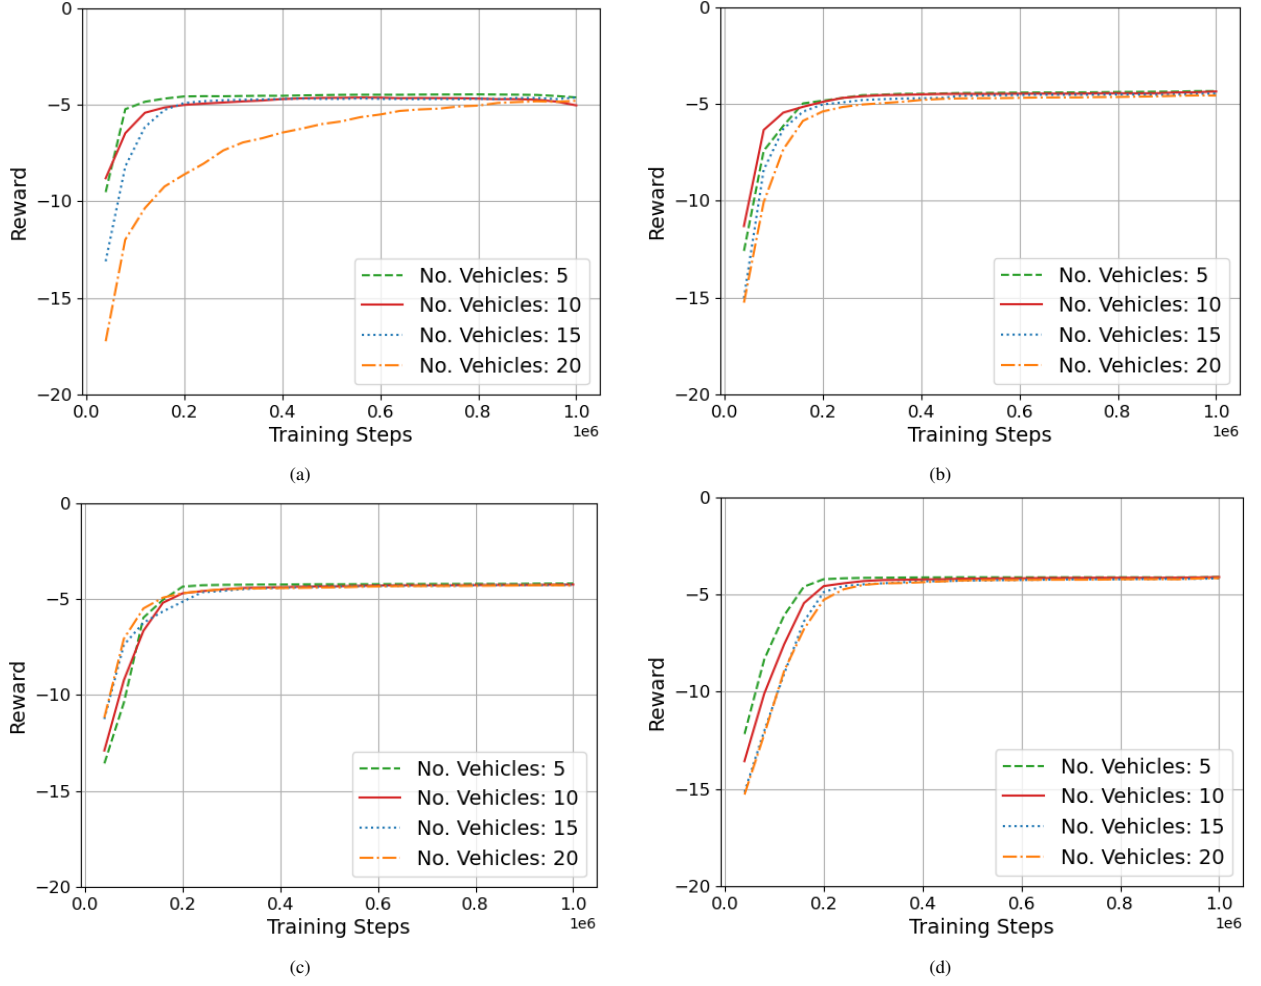 0
−5
−10
−15
−20
Reward
0.0 0.2 0.4 0.6 0.8 1.0
1e6
Training Steps
No. Vehicles: 5
No. Vehicles: 10
No. Vehicles: 15
No. Vehicles: 20
(a)
0
−5
−10
−15
−20
Reward
0.0 0.2 0.4 0.6 0.8 1.0
1e6
Training Steps
No. Vehicles: 5
No. Vehicles: 10
No. Vehicles: 15
No. Vehicles: 20
(b)
0
−5
−10
−15
−20
Reward
0.0 0.2 0.4 0.6 0.8 1.0
1e6
Training Steps
No. Vehicles: 5
No. Vehicles: 10
No. Vehicles: 15
No. Vehicles: 20
(c)
0
−5
−10
−15
−20
Reward
0.0 0.2 0.4 0.6 0.8 1.0
1e6
Training Steps
No. Vehicles: 5
No. Vehicles: 10
No. Vehicles: 15
No. Vehicles: 20
(d)